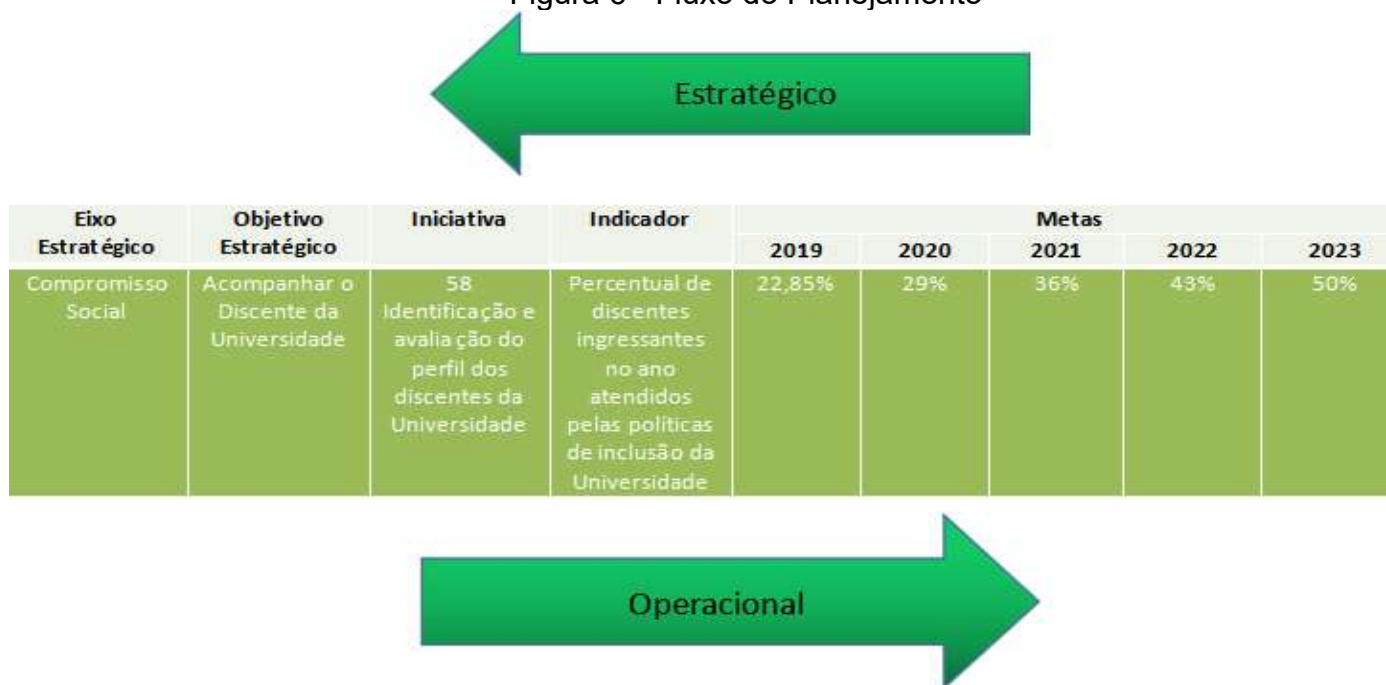 Estratégico
Eixo
Estratégico
Objetivo
Estratégico
Iniciativa
Indicador
Metas
2019 2020 2021 2022 2023
Compromisso
Social
Acompanhar o
Discente da
Universidade
58
Identificação e
avaliação do
perfil dos
discentes da
Universidade
Percentual de
discentes
ingressantes
no ano
atendidos
pelas políticas
de inclusão da
Universidade
22,85% 29% 36% 43% 50%
Operacional